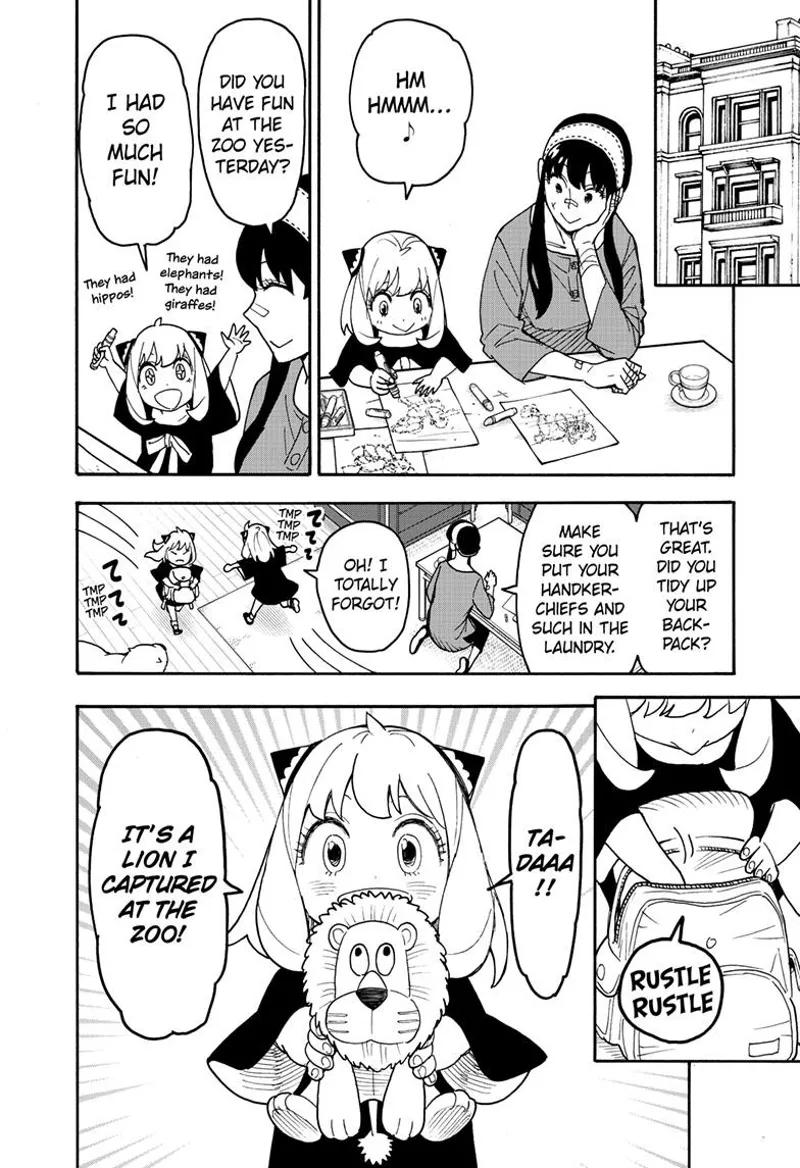 HM
HMMM...
♪
DID YOU
HAVE FUN
AT THE
ZOO YES-
TERDAY?
I HAD
SO
MUCH
FUN!
They had
elephants!
They had
giraffes!
They had
hippos!
THAT'S
GREAT.
DID YOU
TIDY UP
YOUR
BACK-
PACK?
MAKE
SURE YOU
PUT YOUR
HANDKER-
CHIEFS AND
SUCH IN THE
LAUNDRY.
OH! I
TOTALLY
FORGOT!
TMP
TMP
TMP
TMP
TMP
TMP
RUSTLE
RUSTLE
TA-
DAAA
!!
IT'S A
LION I
CAPTURED
AT THE
ZOO!